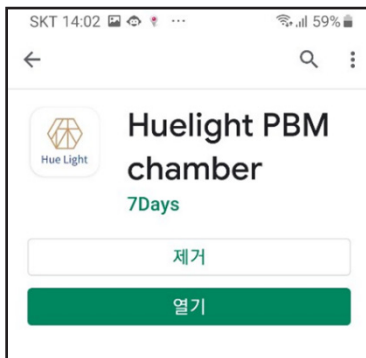 SKT 14:02 59%
Hue Light
Huelight PBM
chamber
7Days
제거
열기